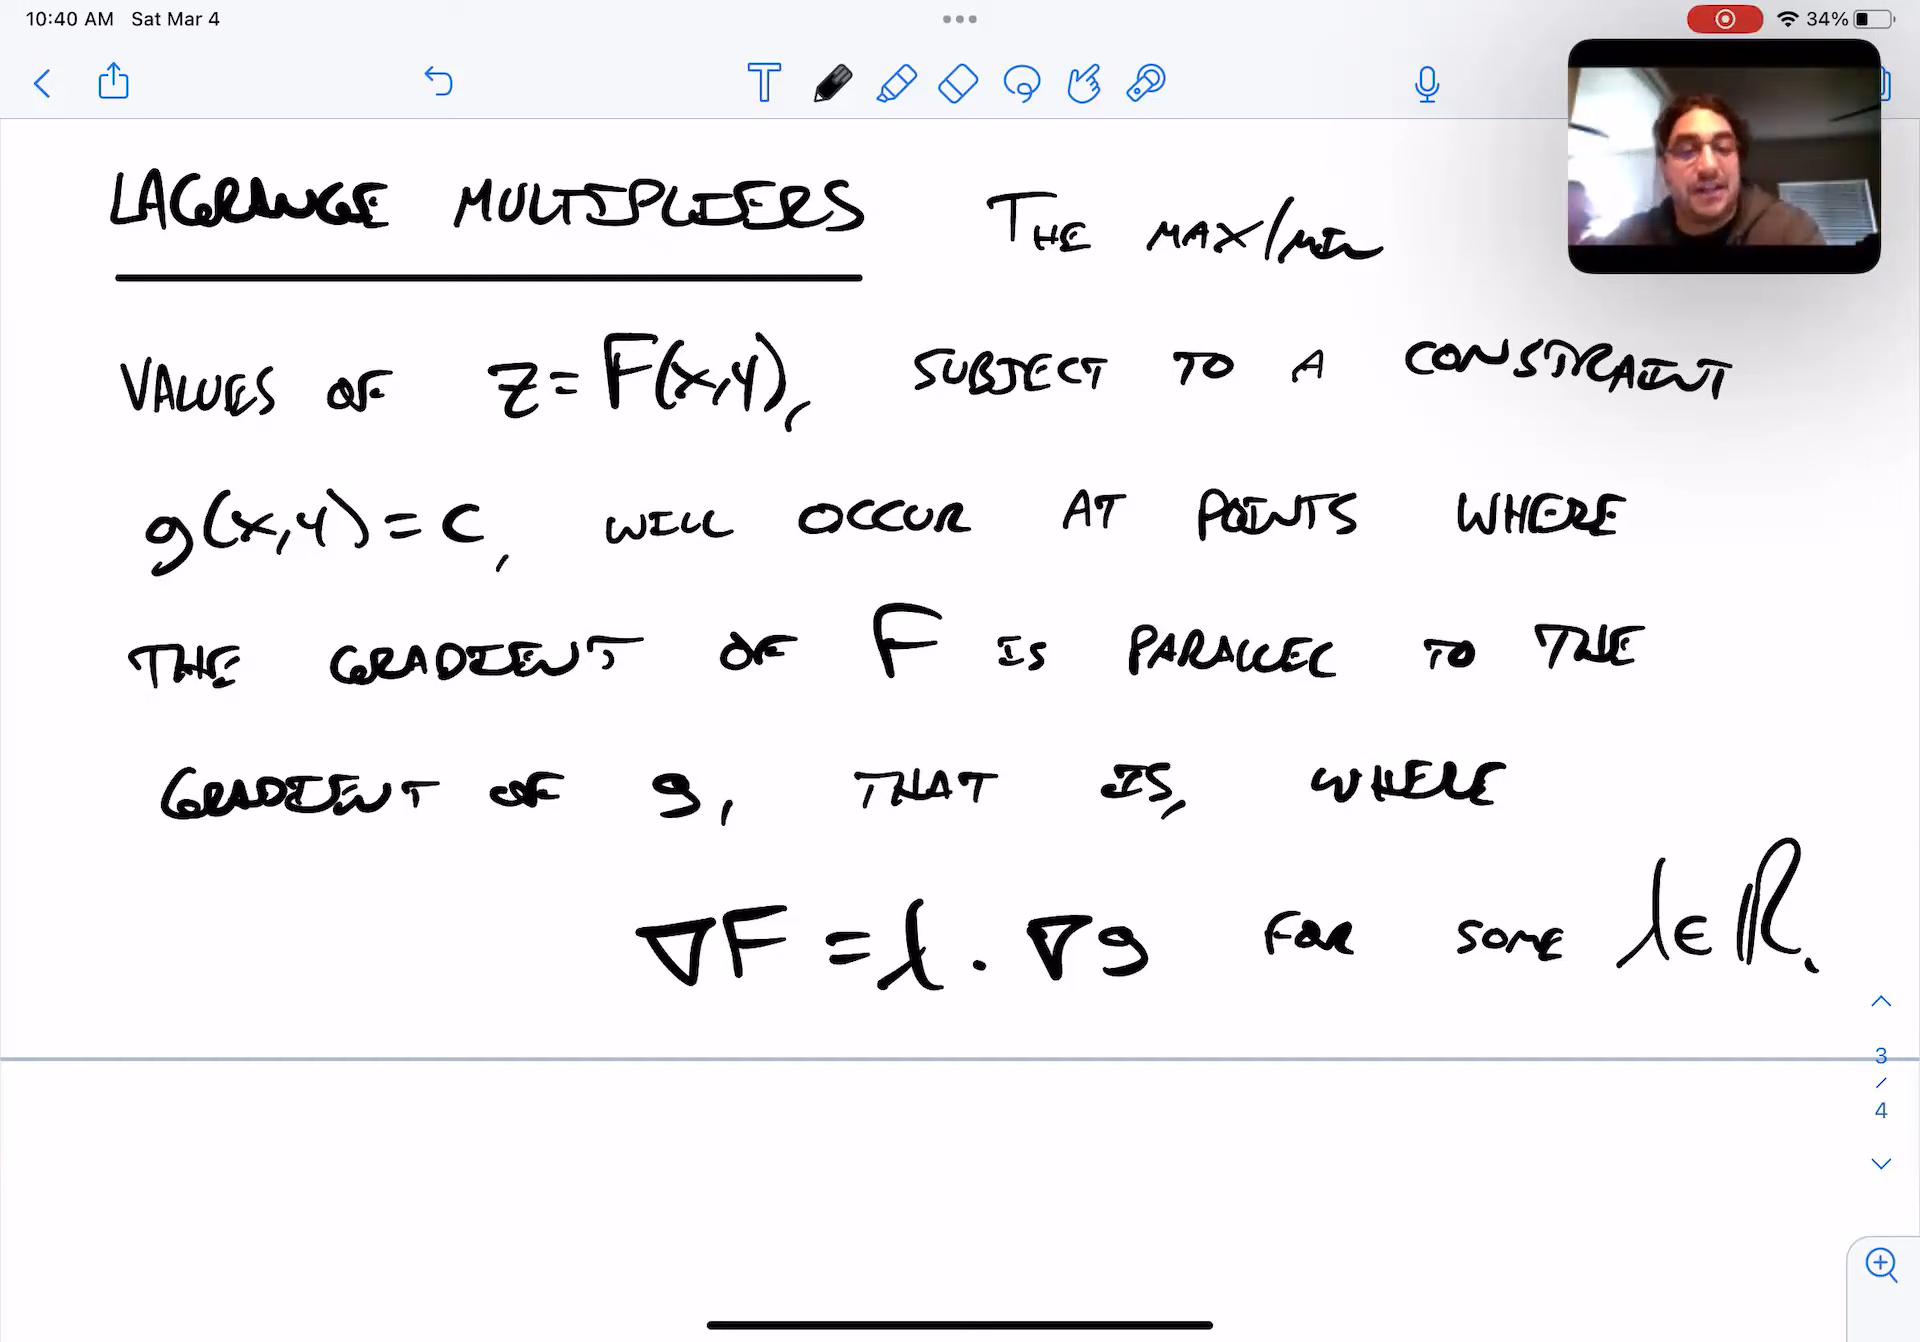 10:40 AM Sat Mar 4
34%
LAGRANGE MULTIPLIERS THE MAX/MIN
VALUES OF z = F(x,y), SUBJECT TO A CONSTRAINT
g(x,y) = C, WILL OCCUR AT POINTS WHERE
THE GRADIENT OF F IS PARALLEL TO THE
GRADIENT OF g, THAT IS, WHERE
∇F = λ · ∇g FOR SOME λ ∈ ℝ.
3
/
4